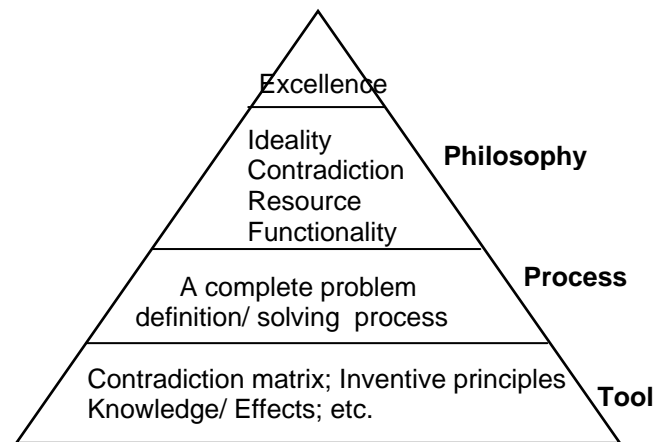 Excellence
Ideality
Contradiction
Resource
Functionality
Philosophy
A complete problem
definition/ solving process
Process
Contradiction matrix; Inventive principles
Knowledge/ Effects; etc.
Tool